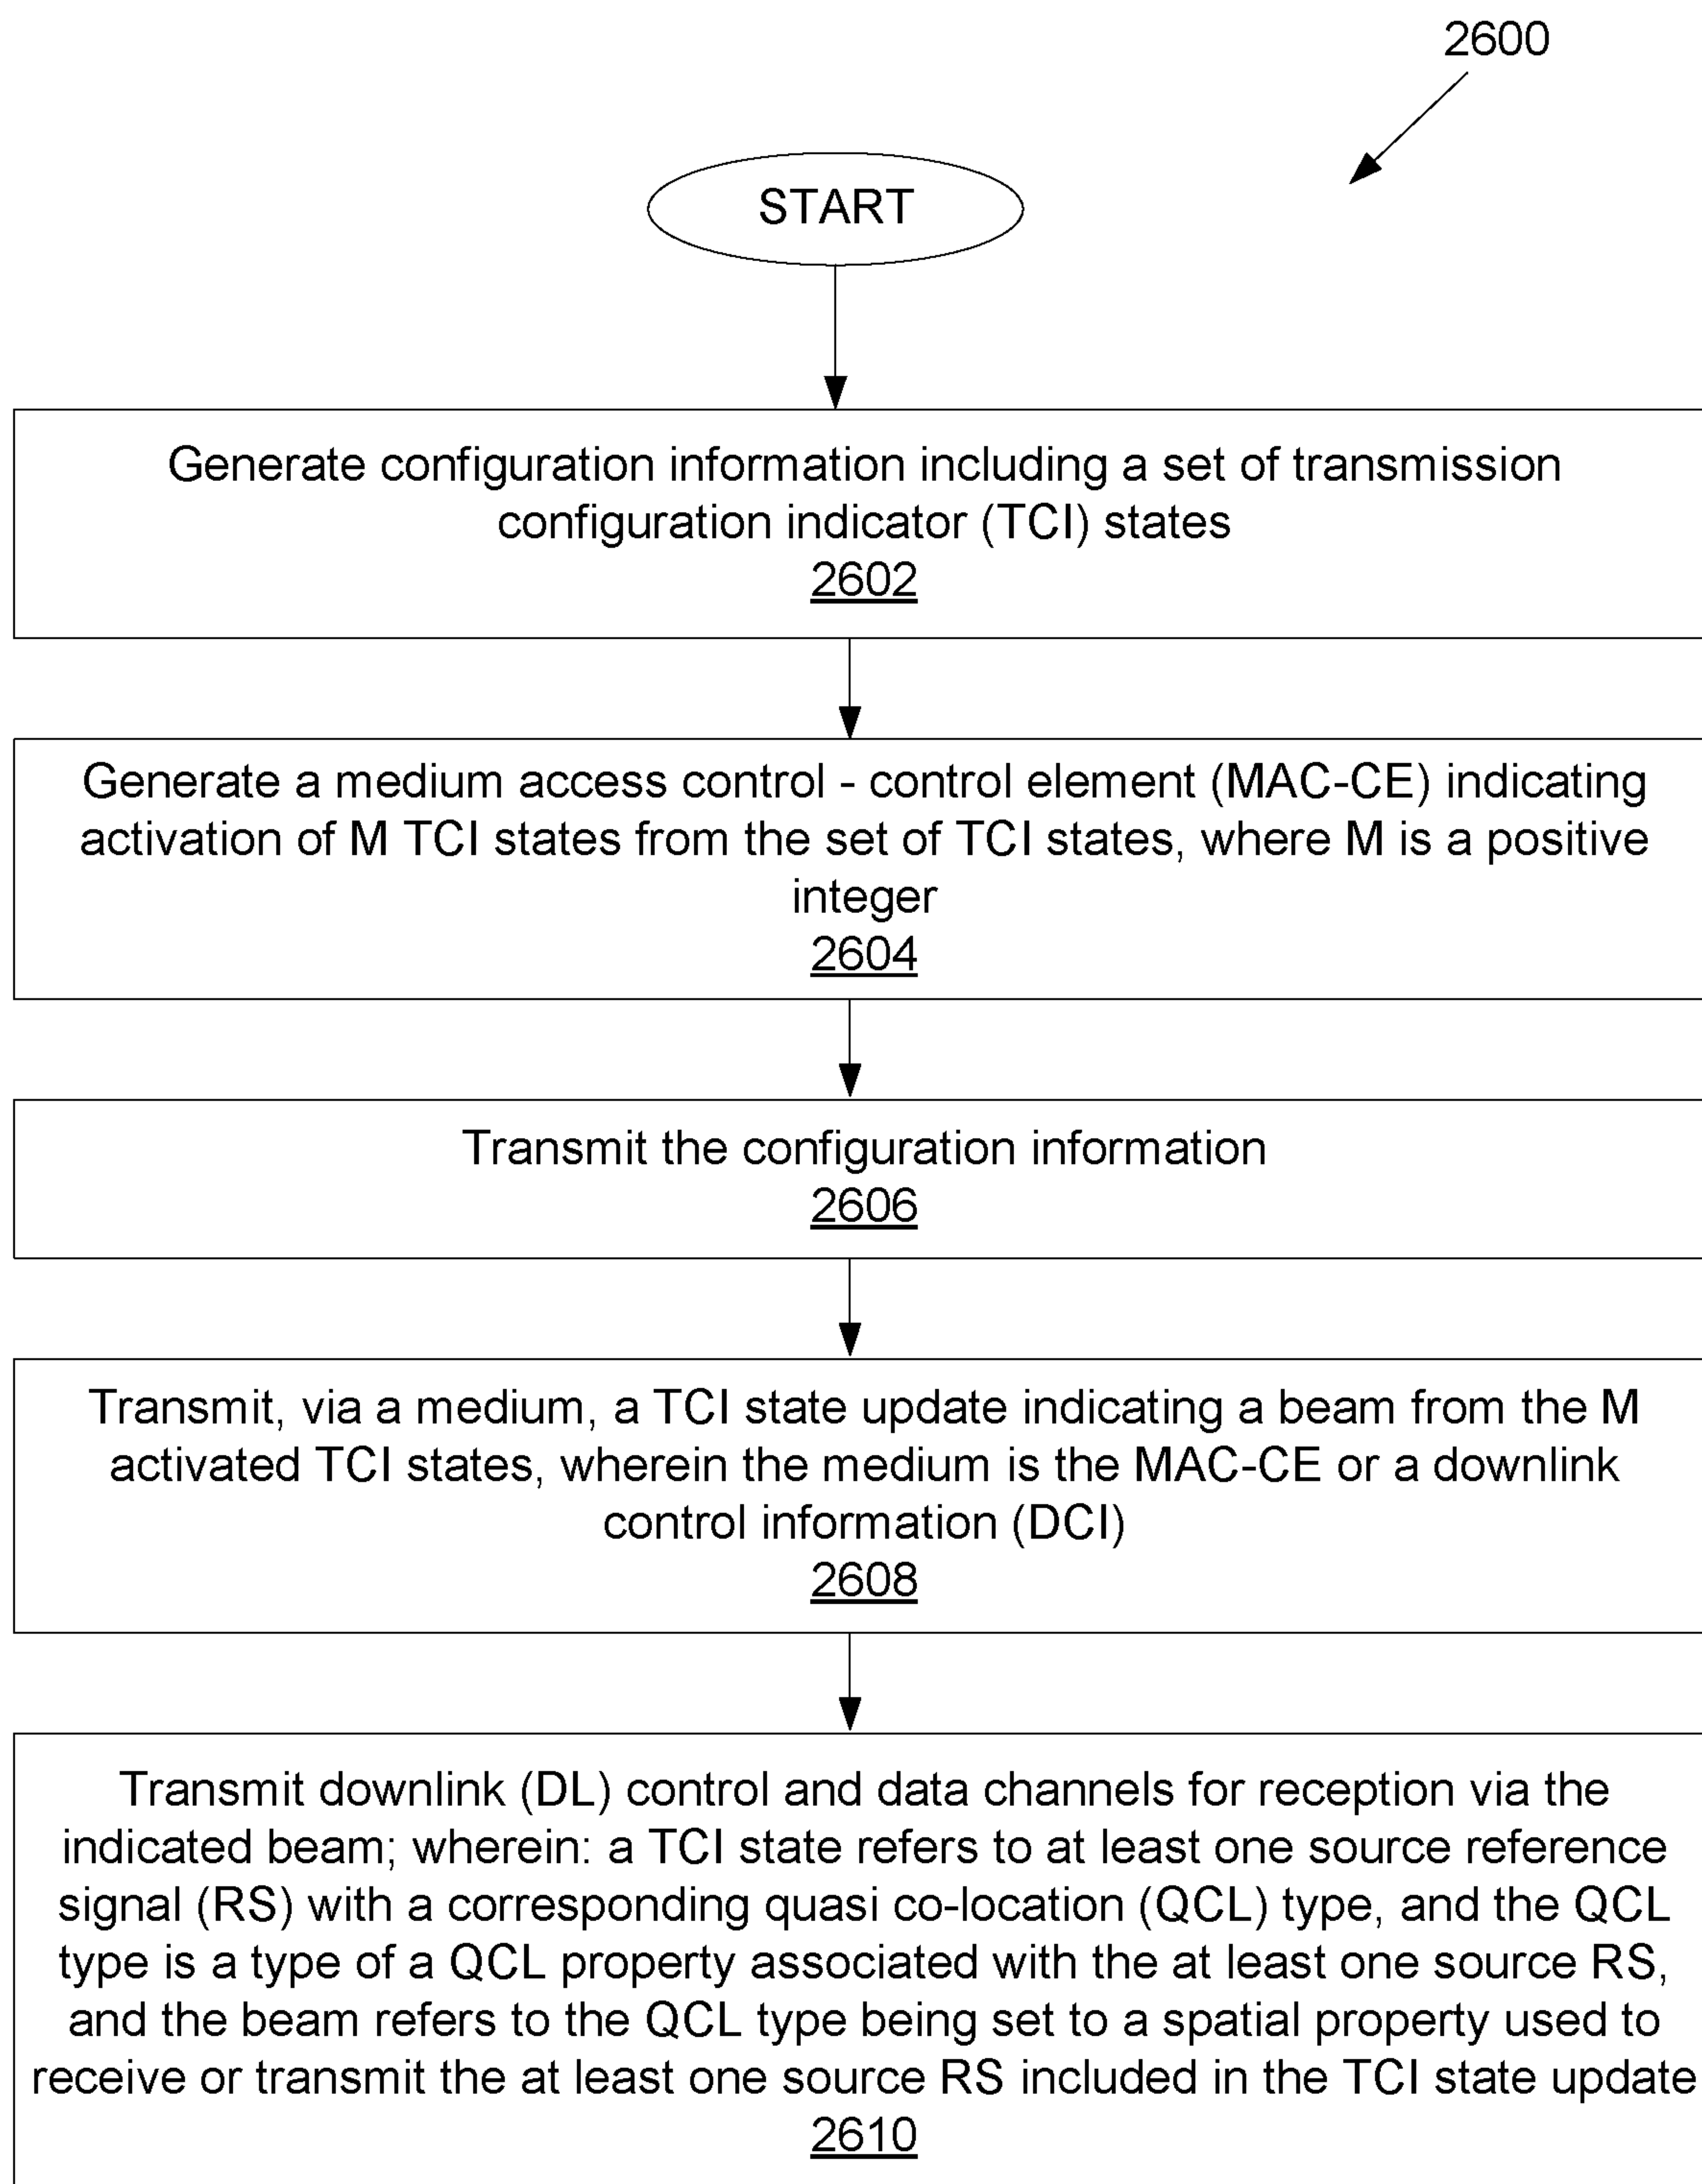 2600
START
Generate configuration information including a set of transmission
configuration indicator (TCI) states
2602
Generate a medium access control - control element (MAC-CE) indicating
activation of M TCI states from the set of TCI states, where M is a positive
integer
2604
Transmit the configuration information
2606
Transmit, via a medium, a TCI state update indicating a beam from the M
activated TCI states, wherein the medium is the MAC-CE or a downlink
control information (DCI)
2608
Transmit downlink (DL) control and data channels for reception via the
indicated beam; wherein: a TCI state refers to at least one source reference
signal (RS) with a corresponding quasi co-location (QCL) type, and the QCL
type is a type of a QCL property associated with the at least one source RS,
and the beam refers to the QCL type being set to a spatial property used to
receive or transmit the at least one source RS included in the TCI state update
2610